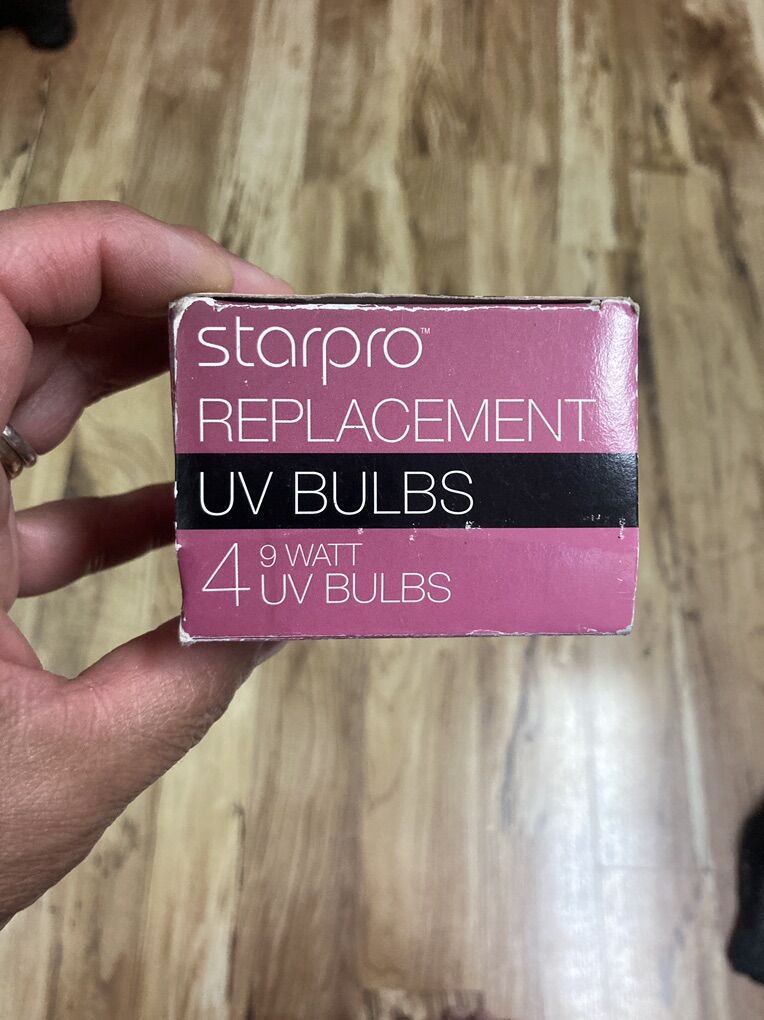 starpro™
REPLACEMENT
UV BULBS
4 9 WATT
UV BULBS